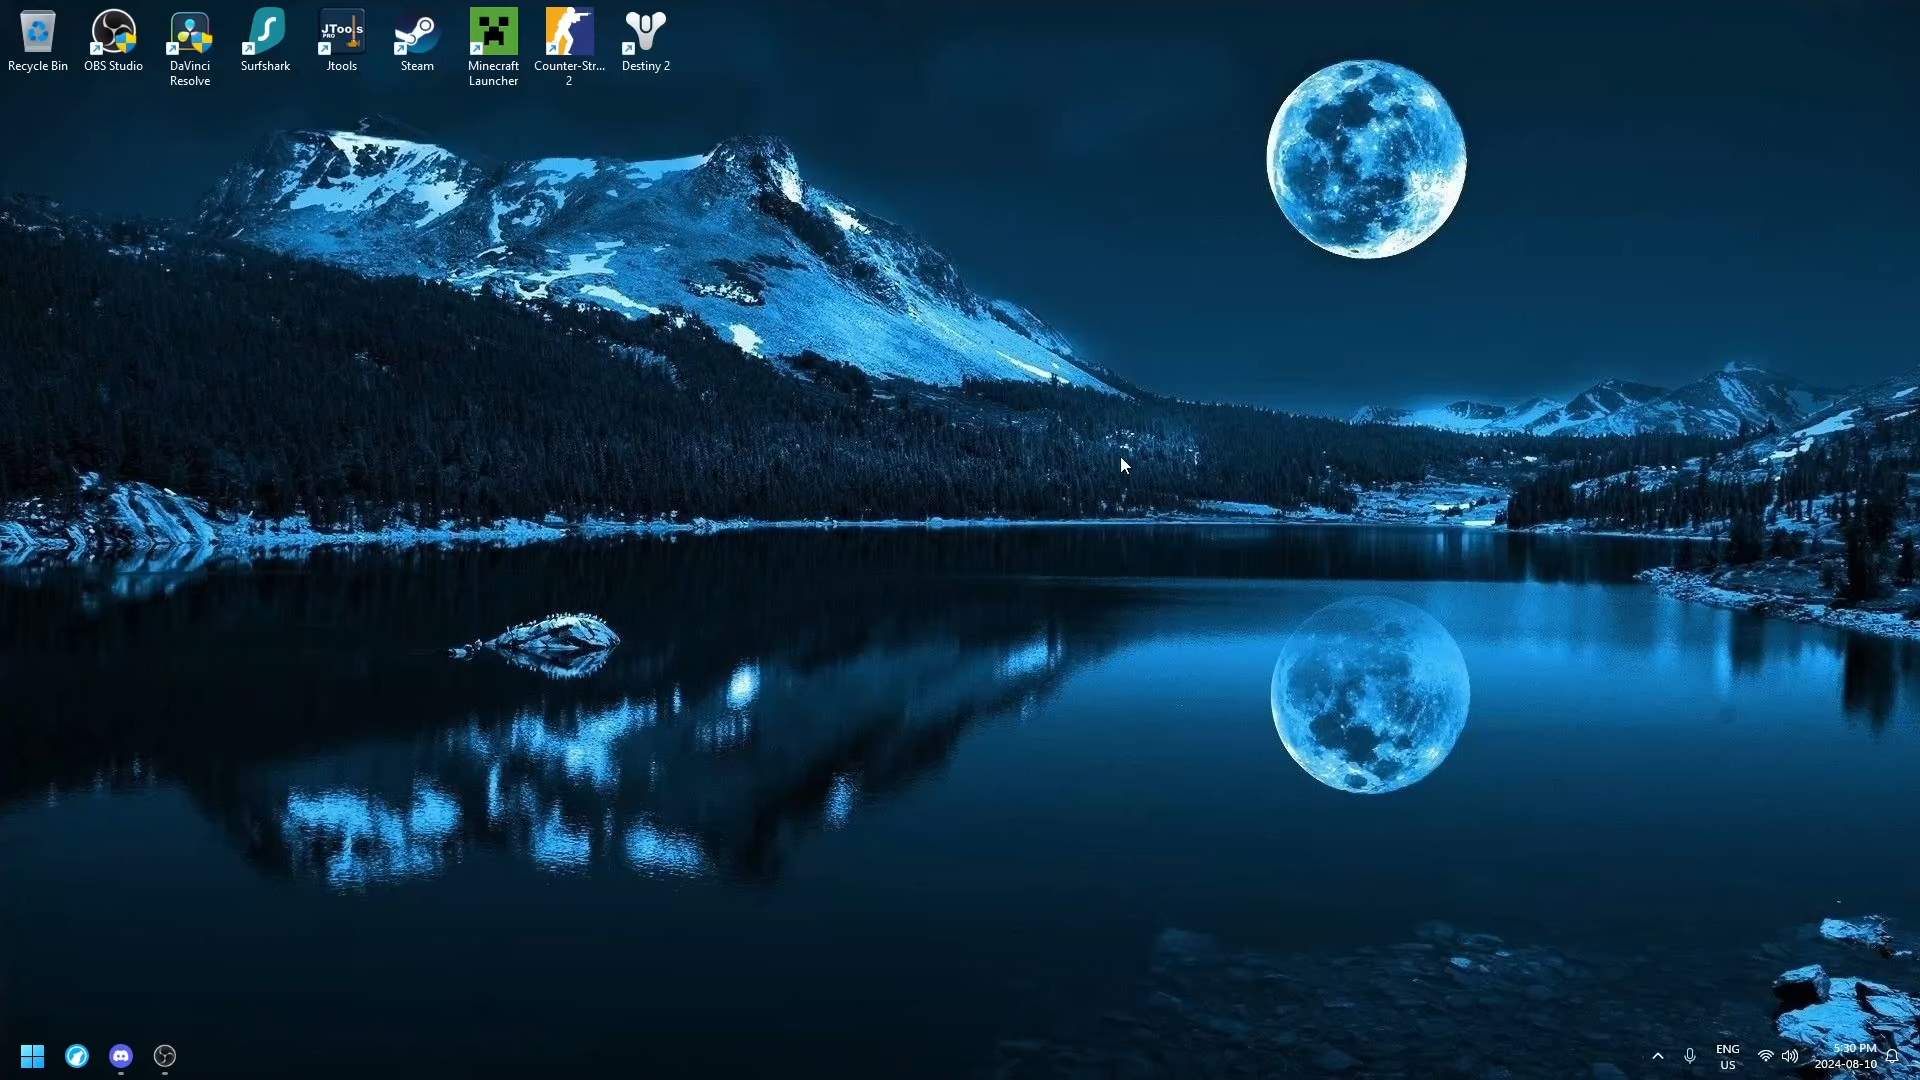 JTools
PRO
Recycle Bin
OBS Studio
DaVinci
Resolve
Surfshark
Jtools
Steam
Minecraft
Launcher
Counter-Str...
2
Destiny 2
ENG
US
5:30 PM
2024-08-10